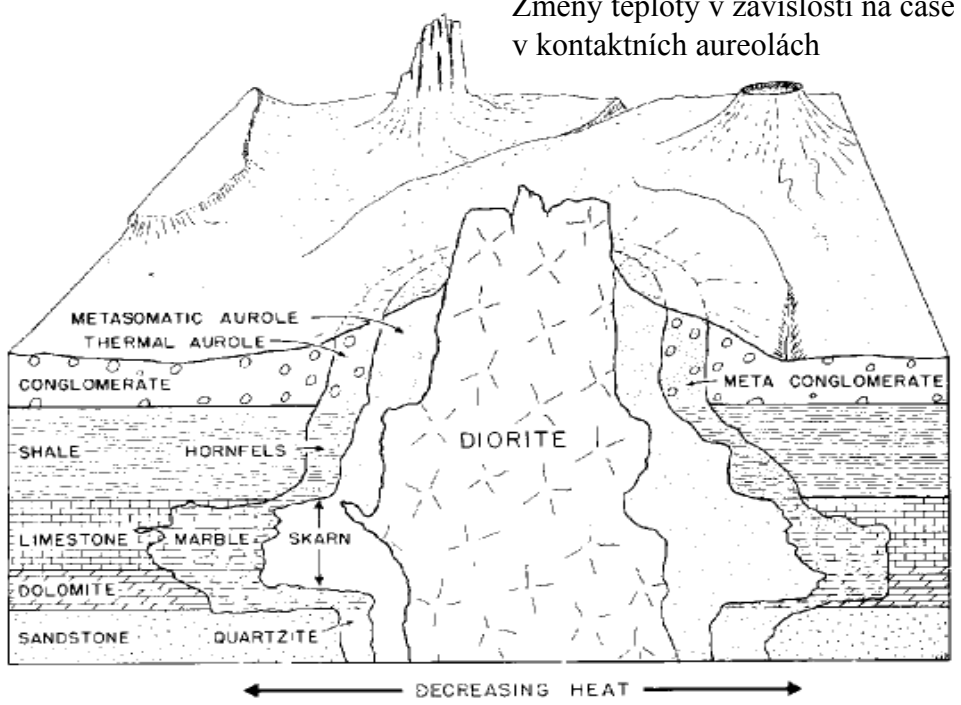 Změny teploty v závislosti na čase
v kontaktních aureolách
METASOMATIC AUROLE
THERMAL AUROLE
CONGLOMERATE
META CONGLOMERATE
DIORITE
SHALE
HORNFELS
LIMESTONE
MARBLE
SKARN
DOLOMITE
SANDSTONE
QUARTZITE
DECREASING HEAT